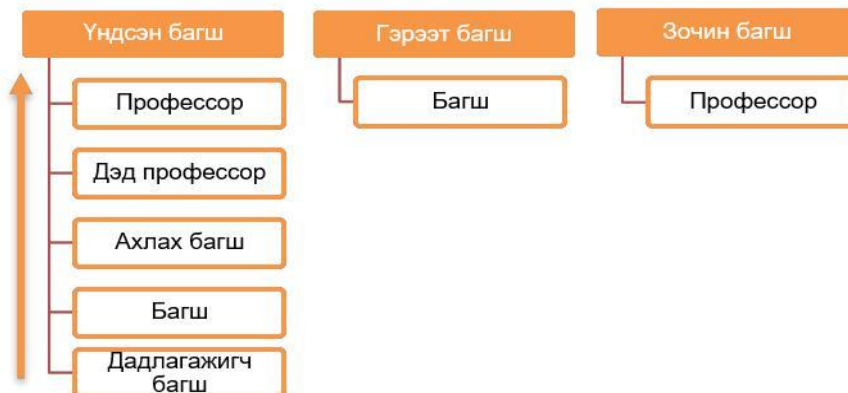 Үндсэн багш
Профессор
Дэд профессор
Ахлах багш
Багш
Дадлагажигч
багш
Гэрээт багш
Багш
Зочин багш
Профессор